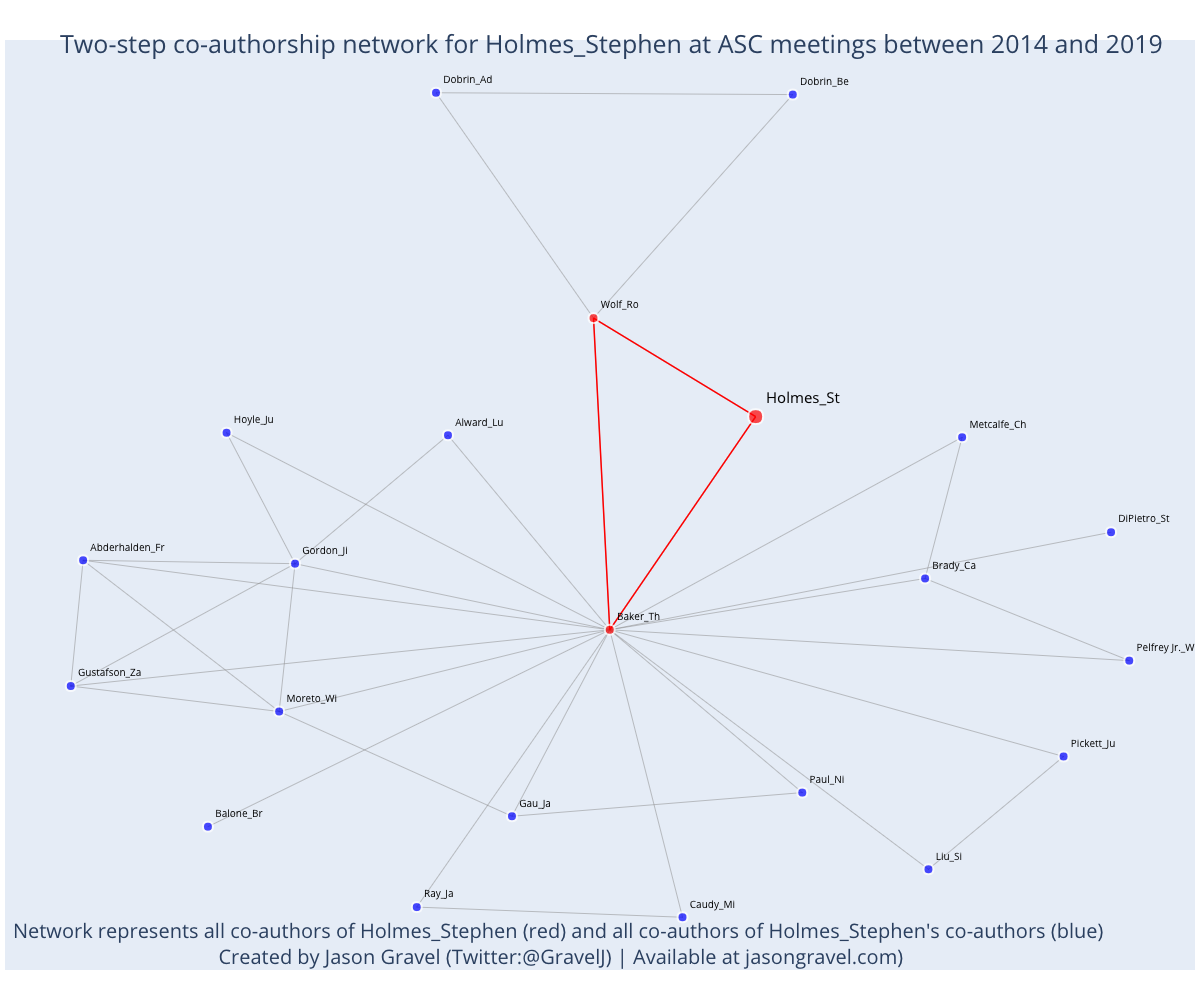 Two-step co-authorship network for Holmes_Stephen at ASC meetings between 2014 and 2019
Dobrin_Ad
Dobrin_Be
Wolf_Ro
Holmes_St
Hoyle_Ju
Alward_Lu
Metcalfe_Ch
DiPietro_St
Abderhalden_Fr
Gordon_Ji
Brady_Ca
Baker_Th
Pelfrey Jr._W
Gustafson_Za
Moreto_Wi
Pickett_Ju
Paul_Ni
Gau_Ja
Balone_Br
Liu_Si
Ray_Ja
Caudy_Mi
Network represents all co-authors of Holmes_Stephen (red) and all co-authors of Holmes_Stephen's co-authors (blue)
Created by Jason Gravel (Twitter:@GravelJ) | Available at jasongravel.com)